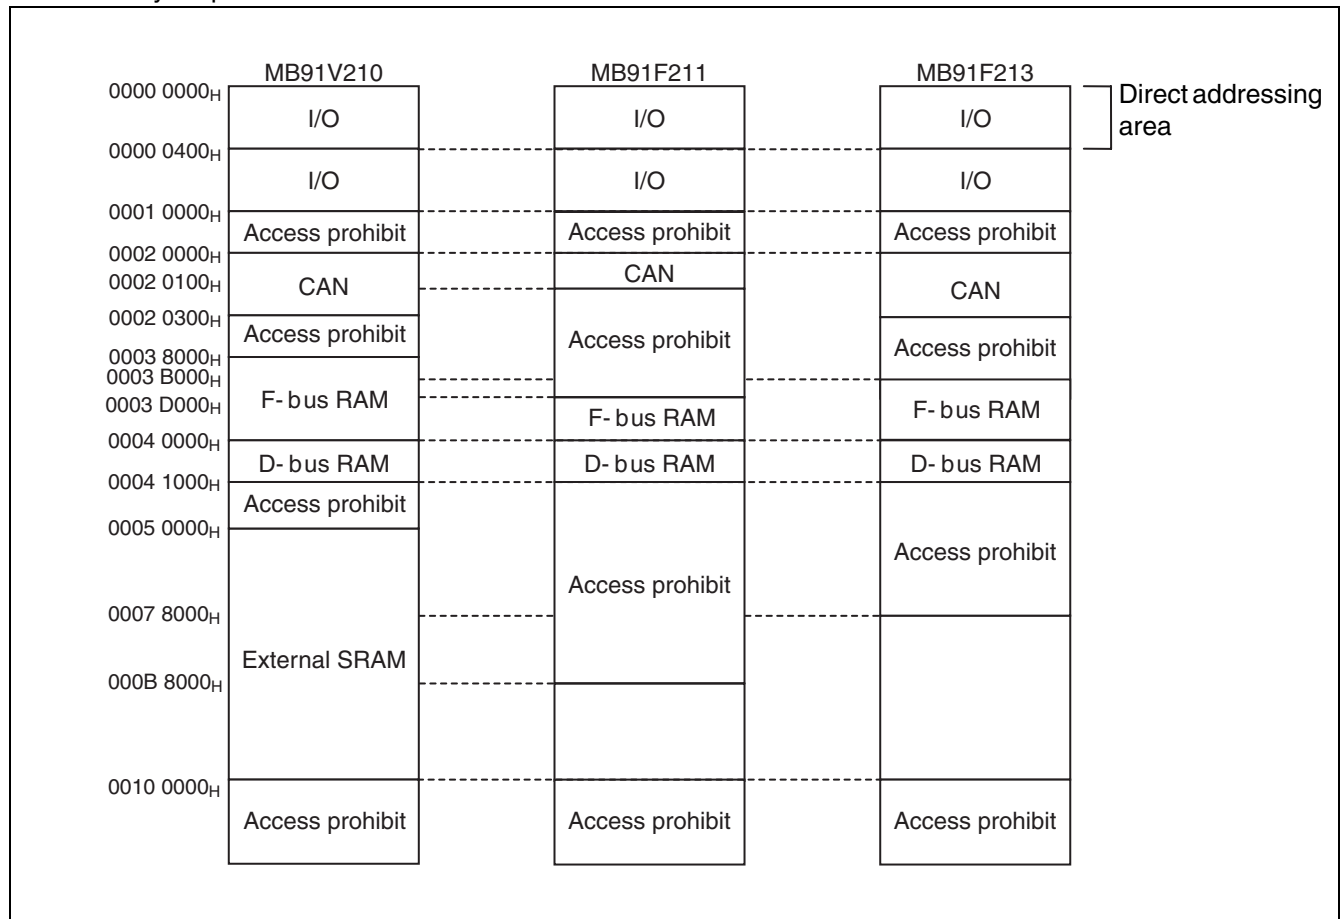 MB91V210 MB91F211 MB91F213
0000 0000H
I/O I/O I/O
Direct addressing
area
0000 0400H
I/O I/O I/O
0001 0000H
Access prohibit Access prohibit Access prohibit
0002 0000H
CAN
0002 0100H
CAN CAN
0002 0300H
Access prohibit Access prohibit Access prohibit
0003 8000H
0003 B000H
F-bus RAM
0003 D000H
F-bus RAM F-bus RAM
0004 0000H
D-bus RAM D-bus RAM D-bus RAM
0004 1000H
Access prohibit
0005 0000H
Access prohibit
Access prohibit
0007 8000H
External SRAM
000B 8000H
0010 0000H
Access prohibit Access prohibit Access prohibit